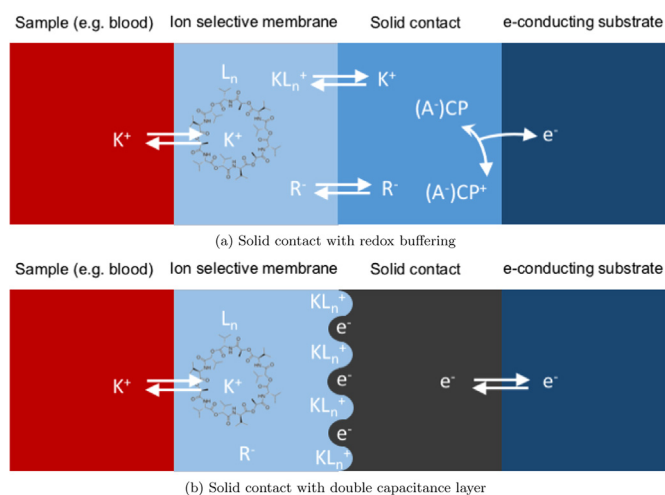 Sample (e.g. blood) Ion selective membrane Solid contact e-conducting substrate
Lₙ KLₙ⁺ K⁺
(A⁻)CP
K⁺ K⁺ e⁻
R⁻ R⁻ (A⁻)CP⁺
(a) Solid contact with redox buffering
Sample (e.g. blood) Ion selective membrane Solid contact e-conducting substrate
KLₙ⁺
Lₙ e⁻
KLₙ⁺
K⁺ K⁺ e⁻ e⁻ e⁻
KLₙ⁺
e⁻
R⁻ KLₙ⁺
(b) Solid contact with double capacitance layer